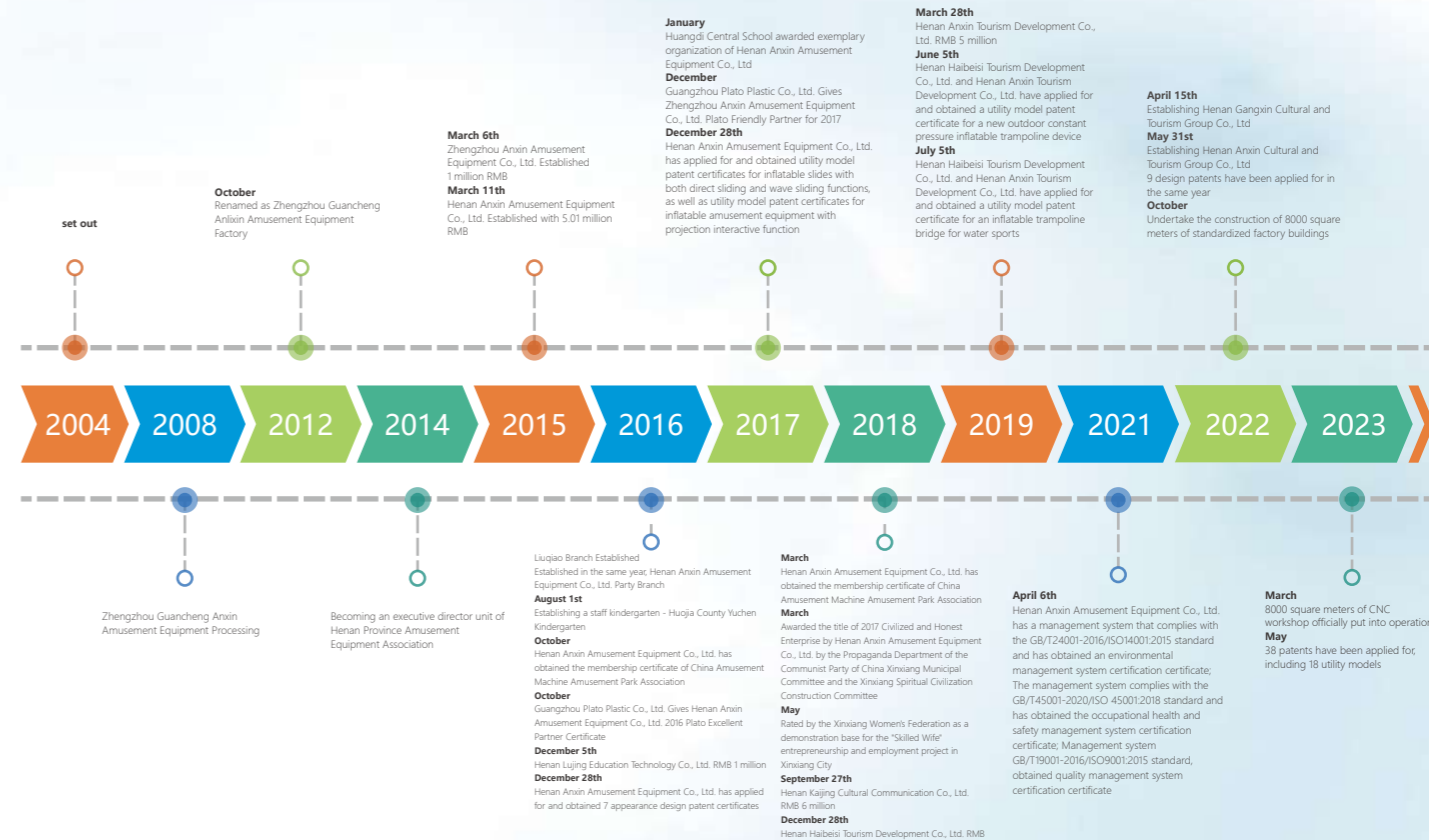 set out
October
Renamed as Zhengzhou Guancheng
Anlixin Amusement Equipment
Factory
March 6th
Zhengzhou Anxin Amusement
Equipment Co., Ltd. Established
1 million RMB
March 11th
Henan Anxin Amusement Equipment
Co., Ltd. Established with 5.01 million
RMB
January
Huangdi Central School awarded exemplary
organization of Henan Anxin Amusement
Equipment Co., Ltd
December
Guangzhou Plato Plastic Co., Ltd. Gives
Zhengzhou Anxin Amusement Equipment
Co., Ltd. Plato Friendly Partner for 2017
December 28th
Henan Anxin Amusement Equipment Co., Ltd.
has applied for and obtained utility model
patent certificates for inflatable slides with
both direct sliding and wave sliding functions,
as well as utility model patent certificates for
inflatable amusement equipment with
projection interactive function
March 28th
Henan Anxin Tourism Development Co.,
Ltd. RMB 5 million
June 5th
Henan Haibeisi Tourism Development
Co., Ltd. and Henan Anxin Tourism
Development Co., Ltd. have applied for
and obtained a utility model patent
certificate for a new outdoor constant
pressure inflatable trampoline device
July 5th
Henan Haibeisi Tourism Development
Co., Ltd. and Henan Anxin Tourism
Development Co., Ltd. have applied for
and obtained a utility model patent
certificate for an inflatable trampoline
bridge for water sports
April 15th
Establishing Henan Gangxin Cultural and
Tourism Group Co., Ltd
May 31st
Establishing Henan Anxin Cultural and
Tourism Group Co., Ltd
9 design patents have been applied for in
the same year
October
Undertake the construction of 8000 square
meters of standardized factory buildings
2004 2008 2012 2014 2015 2016 2017 2018 2019 2021 2022 2023
Zhengzhou Guancheng Anxin
Amusement Equipment Processing
Becoming an executive director unit of
Henan Province Amusement
Equipment Association
Liuqiao Branch Established
Established in the same year, Henan Anxin Amusement
Equipment Co., Ltd. Party Branch
August 1st
Establishing a staff kindergarten - Huojia County Yuchen
Kindergarten
October
Henan Anxin Amusement Equipment Co., Ltd. has
obtained the membership certificate of China Amusement
Machine Amusement Park Association
October
Guangzhou Plato Plastic Co., Ltd. Gives Henan Anxin
Amusement Equipment Co., Ltd. 2016 Plato Excellent
Partner Certificate
December 5th
Henan Lujing Education Technology Co., Ltd. RMB 1 million
December 28th
Henan Anxin Amusement Equipment Co., Ltd. has applied
for and obtained 7 appearance design patent certificates
March
Henan Anxin Amusement Equipment Co., Ltd. has
obtained the membership certificate of China
Amusement Machine Amusement Park Association
March
Awarded the title of 2017 Civilized and Honest
Enterprise by Henan Anxin Amusement Equipment
Co., Ltd. by the Propaganda Department of the
Communist Party of China Xinxiang Municipal
Committee and the Xinxiang Spiritual Civilization
Construction Committee
May
Rated by the Xinxiang Women's Federation as a
demonstration base for the "Skilled Wife"
entrepreneurship and employment project in
Xinxiang City
September 27th
Henan Kaijing Cultural Communication Co., Ltd.
RMB 6 million
December 28th
Henan Haibeisi Tourism Development Co., Ltd. RMB
April 6th
Henan Anxin Amusement Equipment Co., Ltd.
has a management system that complies with
the GB/T24001-2016/ISO14001:2015 standard
and has obtained an environmental
management system certification certificate;
The management system complies with the
GB/T45001-2020/ISO 45001:2018 standard and
has obtained the occupational health and
safety management system certification
certificate; Management system
GB/T19001-2016/ISO9001:2015 standard,
obtained quality management system
certification certificate
March
8000 square meters of CNC
workshop officially put into operation
May
38 patents have been applied for,
including 18 utility models